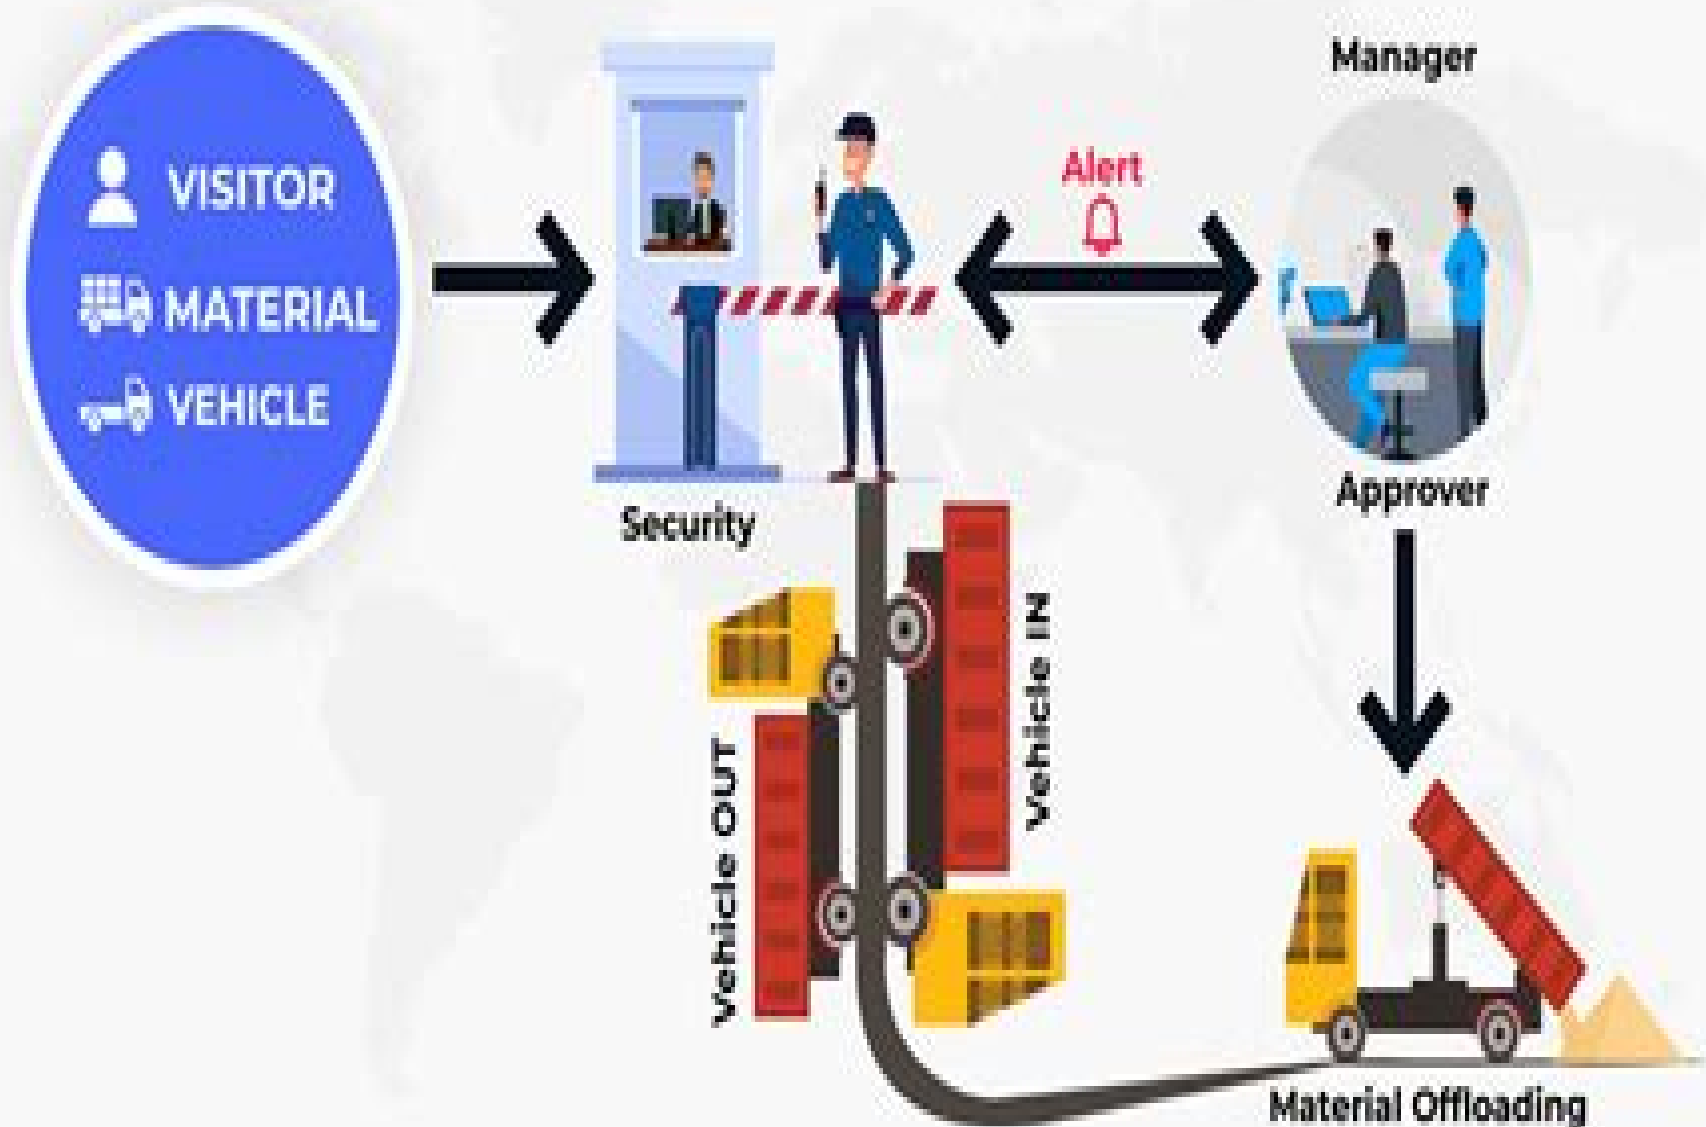 VISITOR
MATERIAL
VEHICLE
Security
Alert
Manager
Approver
Vehicle OUT
Vehicle IN
Material Offloading